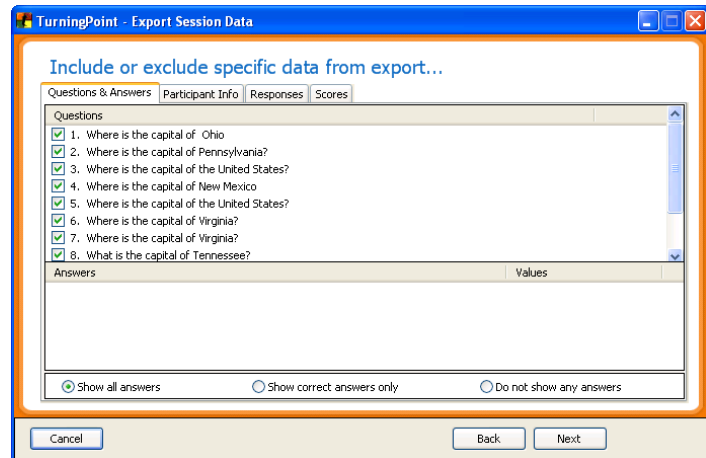 TurningPoint - Export Session Data
Include or exclude specific data from export...
Questions & Answers Participant Info Responses Scores
Questions
1. Where is the capital of Ohio
2. Where is the capital of Pennsylvania?
3. Where is the capital of the United States?
4. Where is the capital of New Mexico
5. Where is the capital of the United States?
6. Where is the capital of Virginia?
7. Where is the capital of Virginia?
8. What is the capital of Tennessee?
Answers Values
Show all answers Show correct answers only Do not show any answers
Cancel Back Next